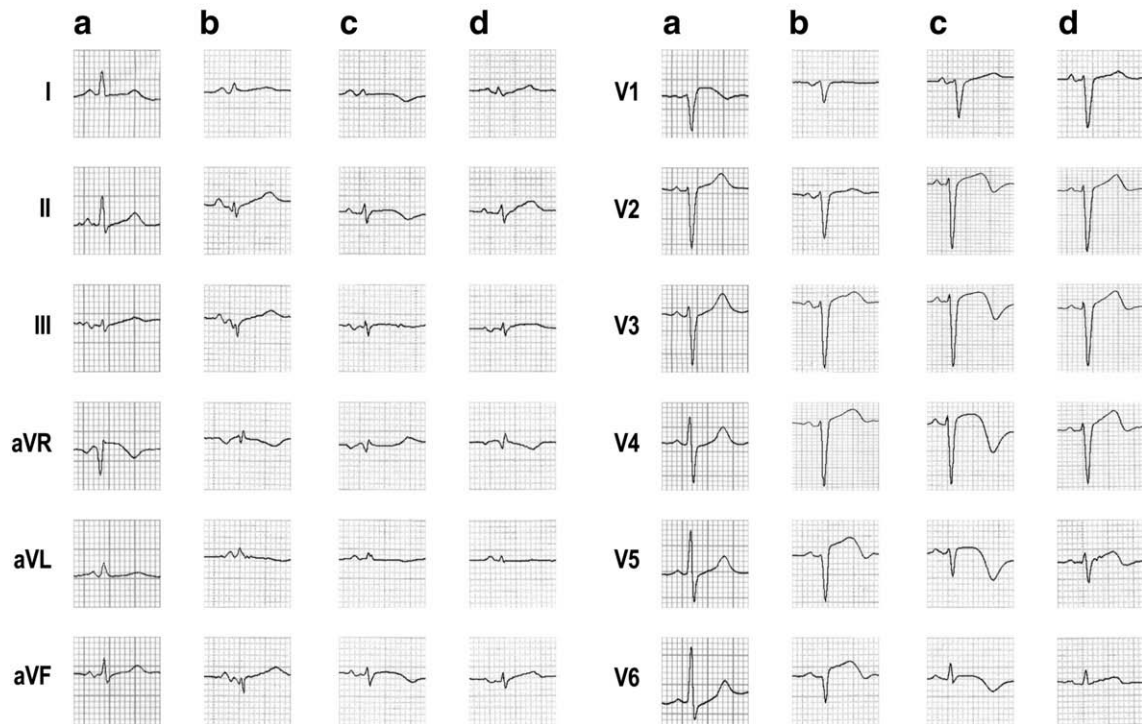 a b c d a b c d
I V1
II V2
III V3
aVR V4
aVL V5
aVF V6